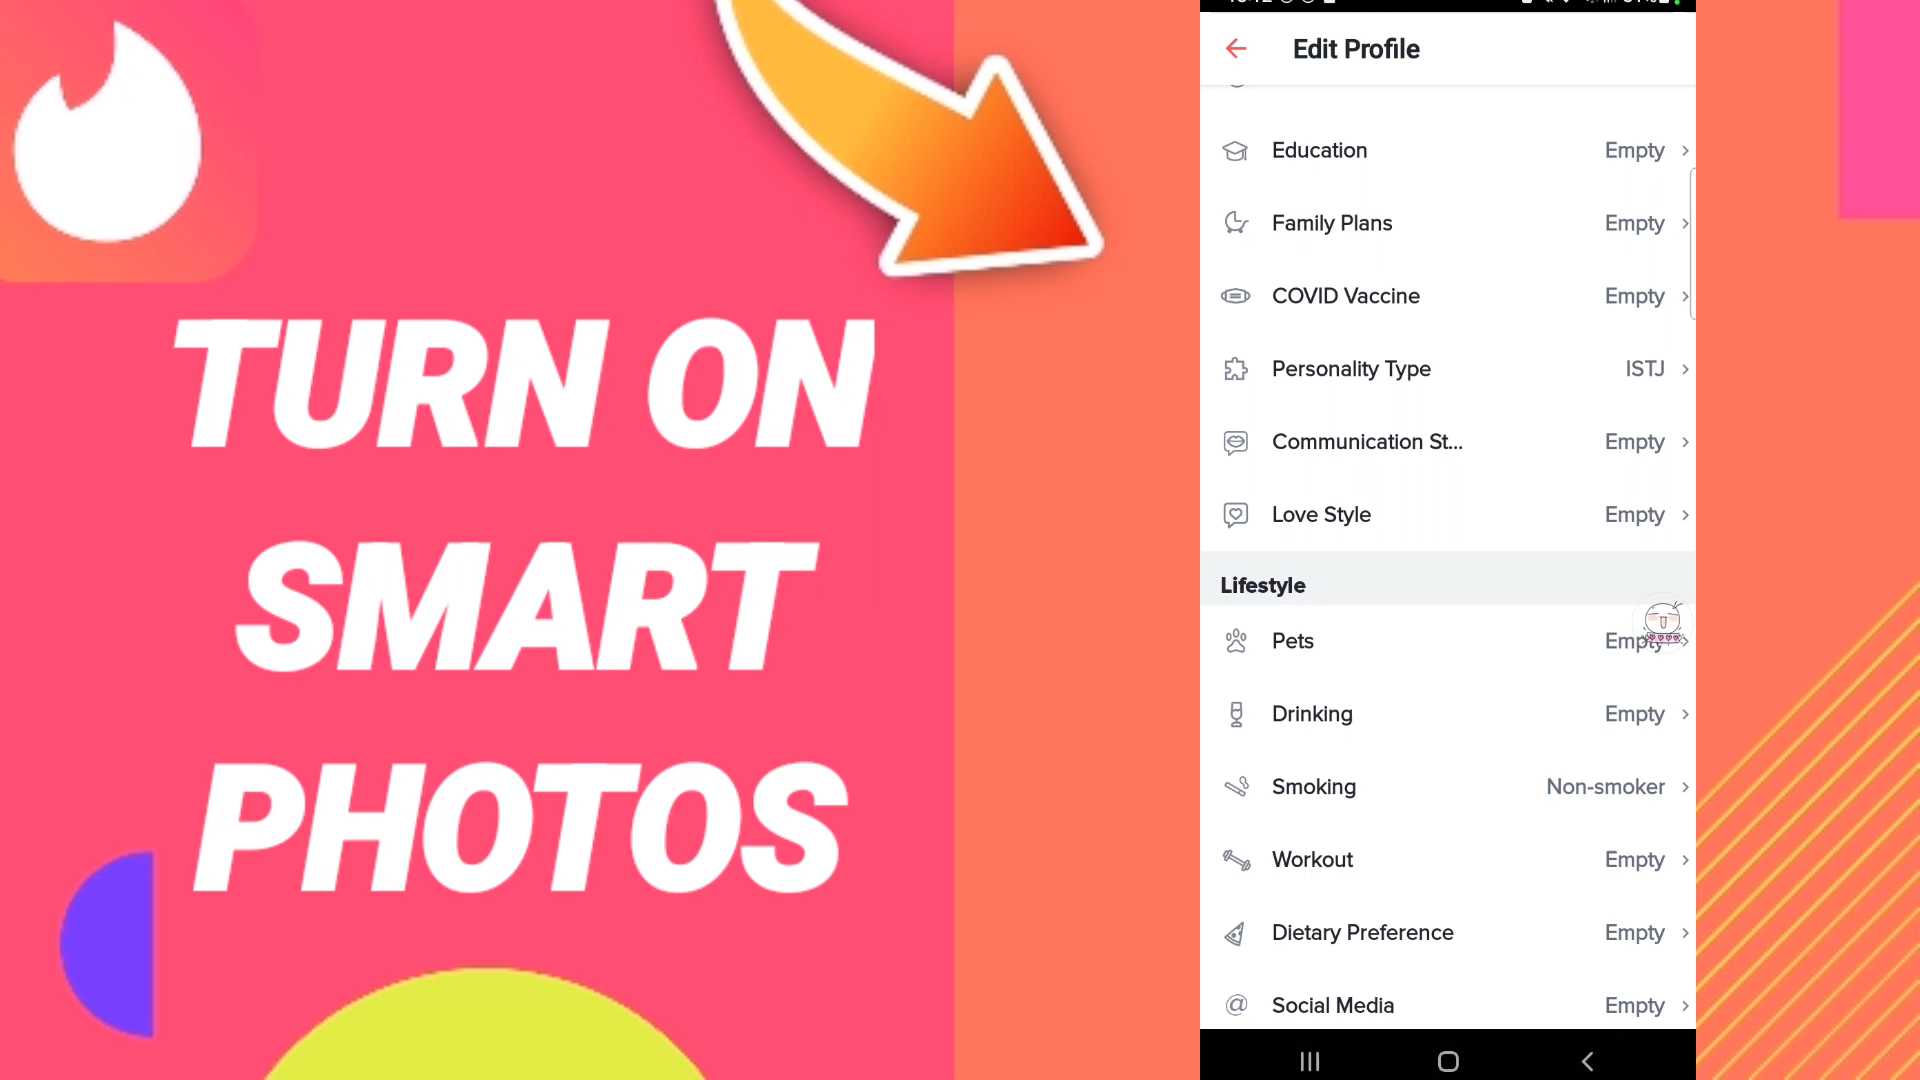 TURN ON
SMART
PHOTOS
Edit Profile
Education Empty
Family Plans Empty
COVID Vaccine Empty
Personality Type ISTJ
Communication St... Empty
Love Style Empty
Lifestyle
Pets Empty
Drinking Empty
Smoking Non-smoker
Workout Empty
Dietary Preference Empty
@ Social Media Empty